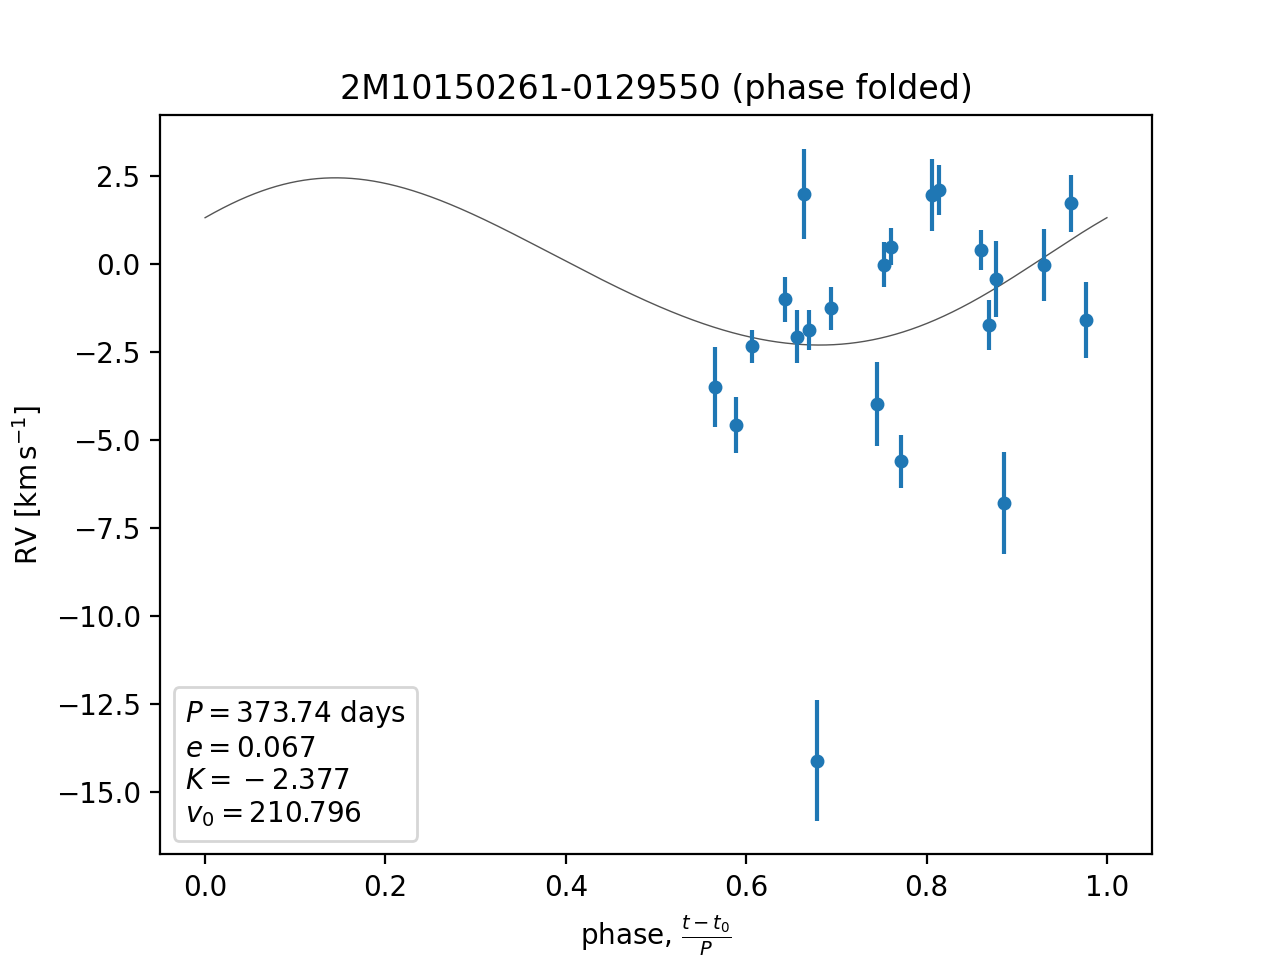 2M10150261-0129550 (phase folded)
2.5
0.0
−2.5
−5.0
−7.5
−10.0
−12.5
−15.0
RV [km s⁻¹]
P = 373.74 days
e = 0.067
K = −2.377
v₀ = 210.796
0.0 0.2 0.4 0.6 0.8 1.0
phase, (t − t₀)/P